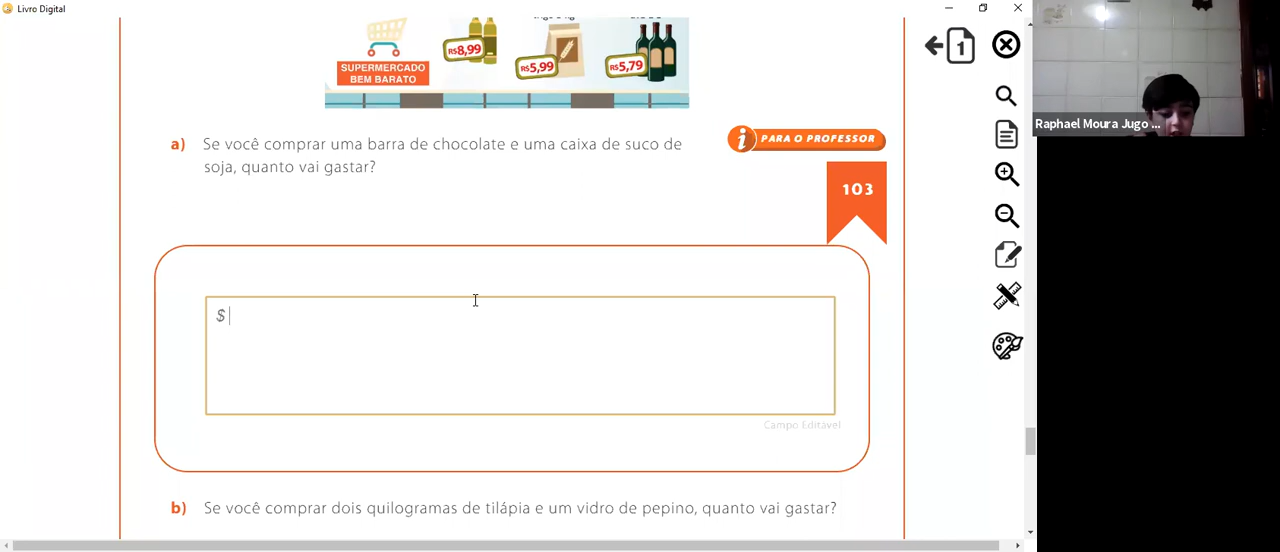 Livro Digital
R$8,99
R$5,99
R$5,79
SUPERMERCADO
BEM BARATO
1
Raphael Moura Jugo ...
a) Se você comprar uma barra de chocolate e uma caixa de suco de
soja, quanto vai gastar?
i PARA O PROFESSOR
103
$
Campo Editável
b) Se você comprar dois quilogramas de tilápia e um vidro de pepino, quanto vai gastar?